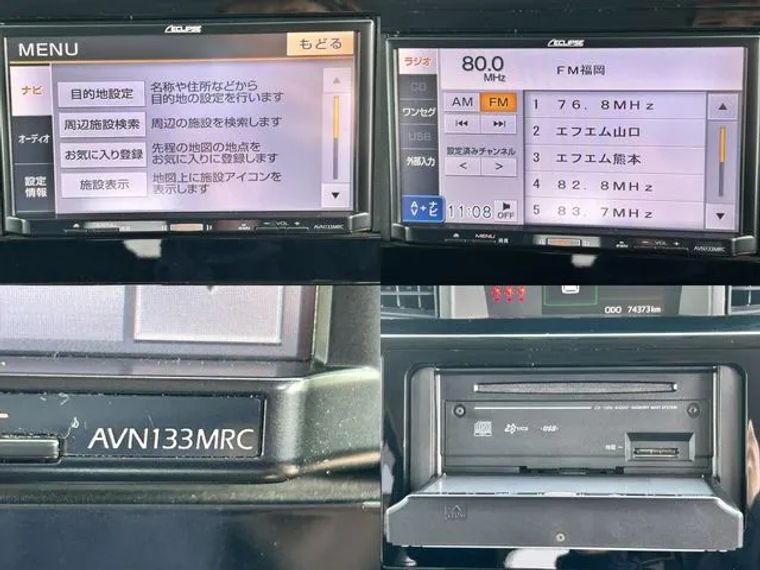 ECLIPSE
MENU
もどる
ナビ
オーディオ
設定
情報
目的地設定
名称や住所などから
目的地の設定を行います
周辺施設検索
周辺の施設を検索します
お気に入り登録
先程の地図の地点を
お気に入りに登録します
施設表示
地図上に施設アイコンを
表示します
VOL +
AVN133MRC
ECLIPSE
ラジオ
CD
ワンセグ
USB
外部入力
80.0
MHz
FM福岡
AM
FM
設定済みチャンネル
<
>
1 76.8MHz
2 エフエム山口
3 エフエム熊本
4 82.8MHz
5 83.7MHz
AV+ナビ
11:08
OFF
MENU
- VOL +
AVN133MRC
AVN133MRC
ODO 74373km
VICS
USB
地図